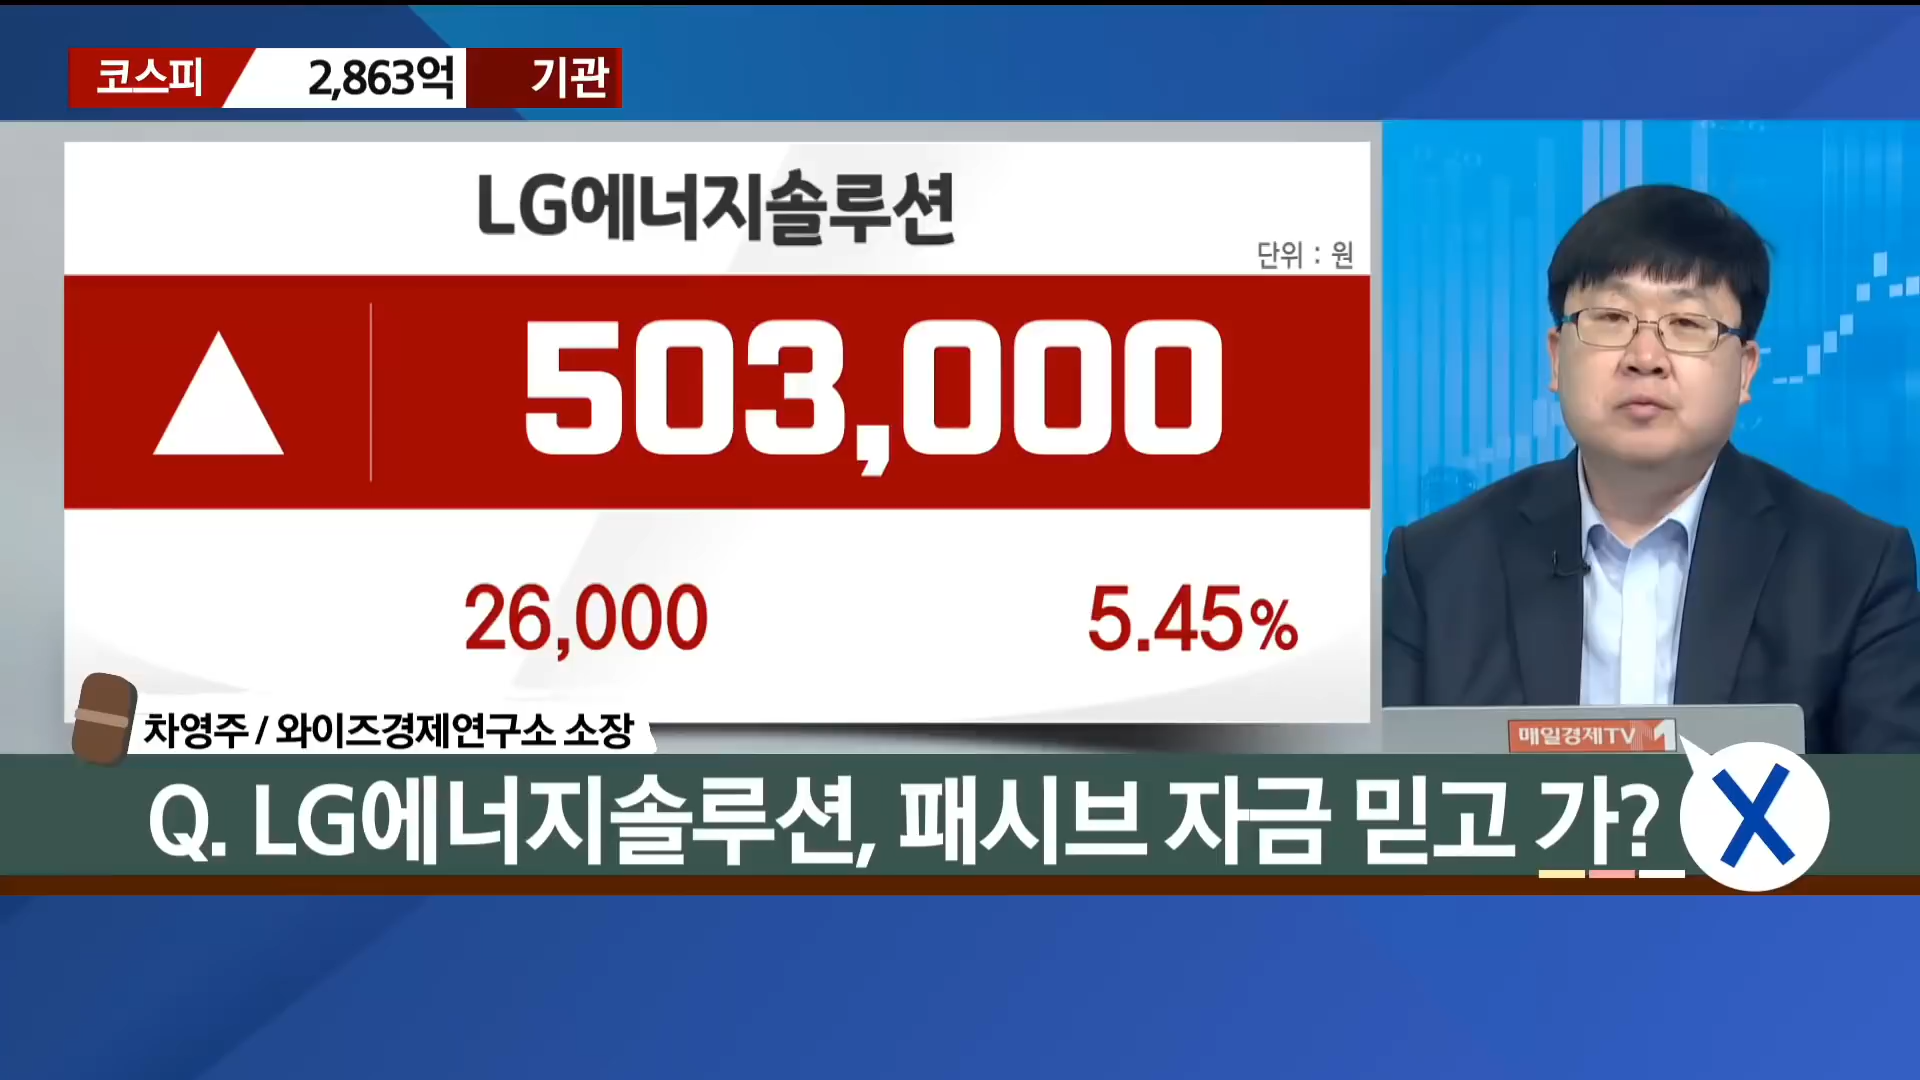 코스피 2,863억 기관
LG에너지솔루션
단위 : 원
▲ 503,000
26,000 5.45%
차영주 / 와이즈경제연구소 소장
매일경제TV 1
Q. LG에너지솔루션, 패시브 자금 믿고 가? X